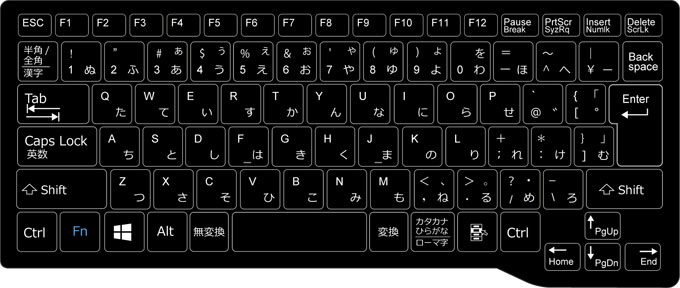 ESC F1 F2 F3 F4 F5 F6 F7 F8 F9 F10 F11 F12 Pause PrtScr Insert Delete
Break SyzRq Numlk ScrLk
半角/ ! " # ぁ $ ぅ % ぇ & ぉ ' ゃ ( ゅ ) ょ を = ~ |
全角
漢字 1 ぬ 2 ふ 3 あ 4 う 5 え 6 お 7 や 8 ゆ 9 よ 0 わ - ほ ^ へ ¥ ー
Back
space
Tab Q W E R T Y U I O P ` { 「 Enter
た て い す か ん な に ら せ @ ゛ [ ゜
Caps Lock A S D F G H J K L + * } 」
英数 ち と し _は き く _ま の り ; れ : け ] む
Shift Z X C V B N M < 、 > 。 ? ・ _ Shift
つ さ そ ひ こ み も , ね . る / め \ ろ
Ctrl Fn Alt 無変換 変換 カタカナ Ctrl PgUp
ひらがな
ローマ字
Home PgDn End